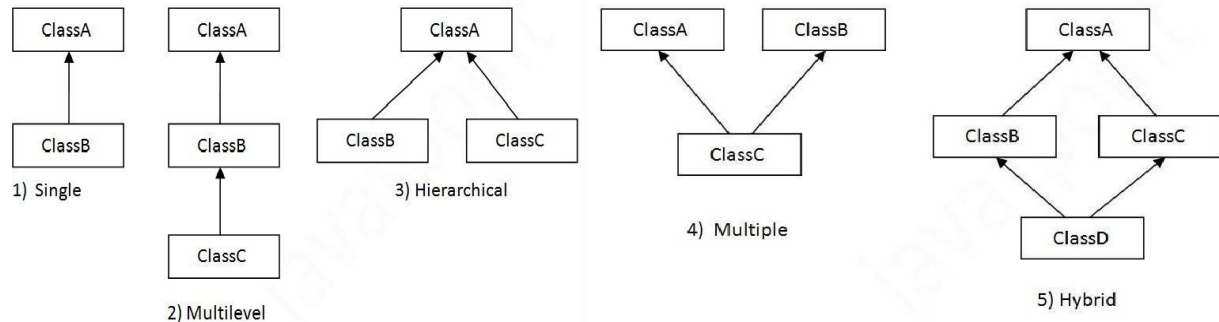 ClassA
ClassB
1) Single
ClassA
ClassB
ClassC
2) Multilevel
ClassA
ClassB
ClassC
3) Hierarchical
ClassA
ClassB
ClassC
4) Multiple
ClassA
ClassB
ClassC
ClassD
5) Hybrid